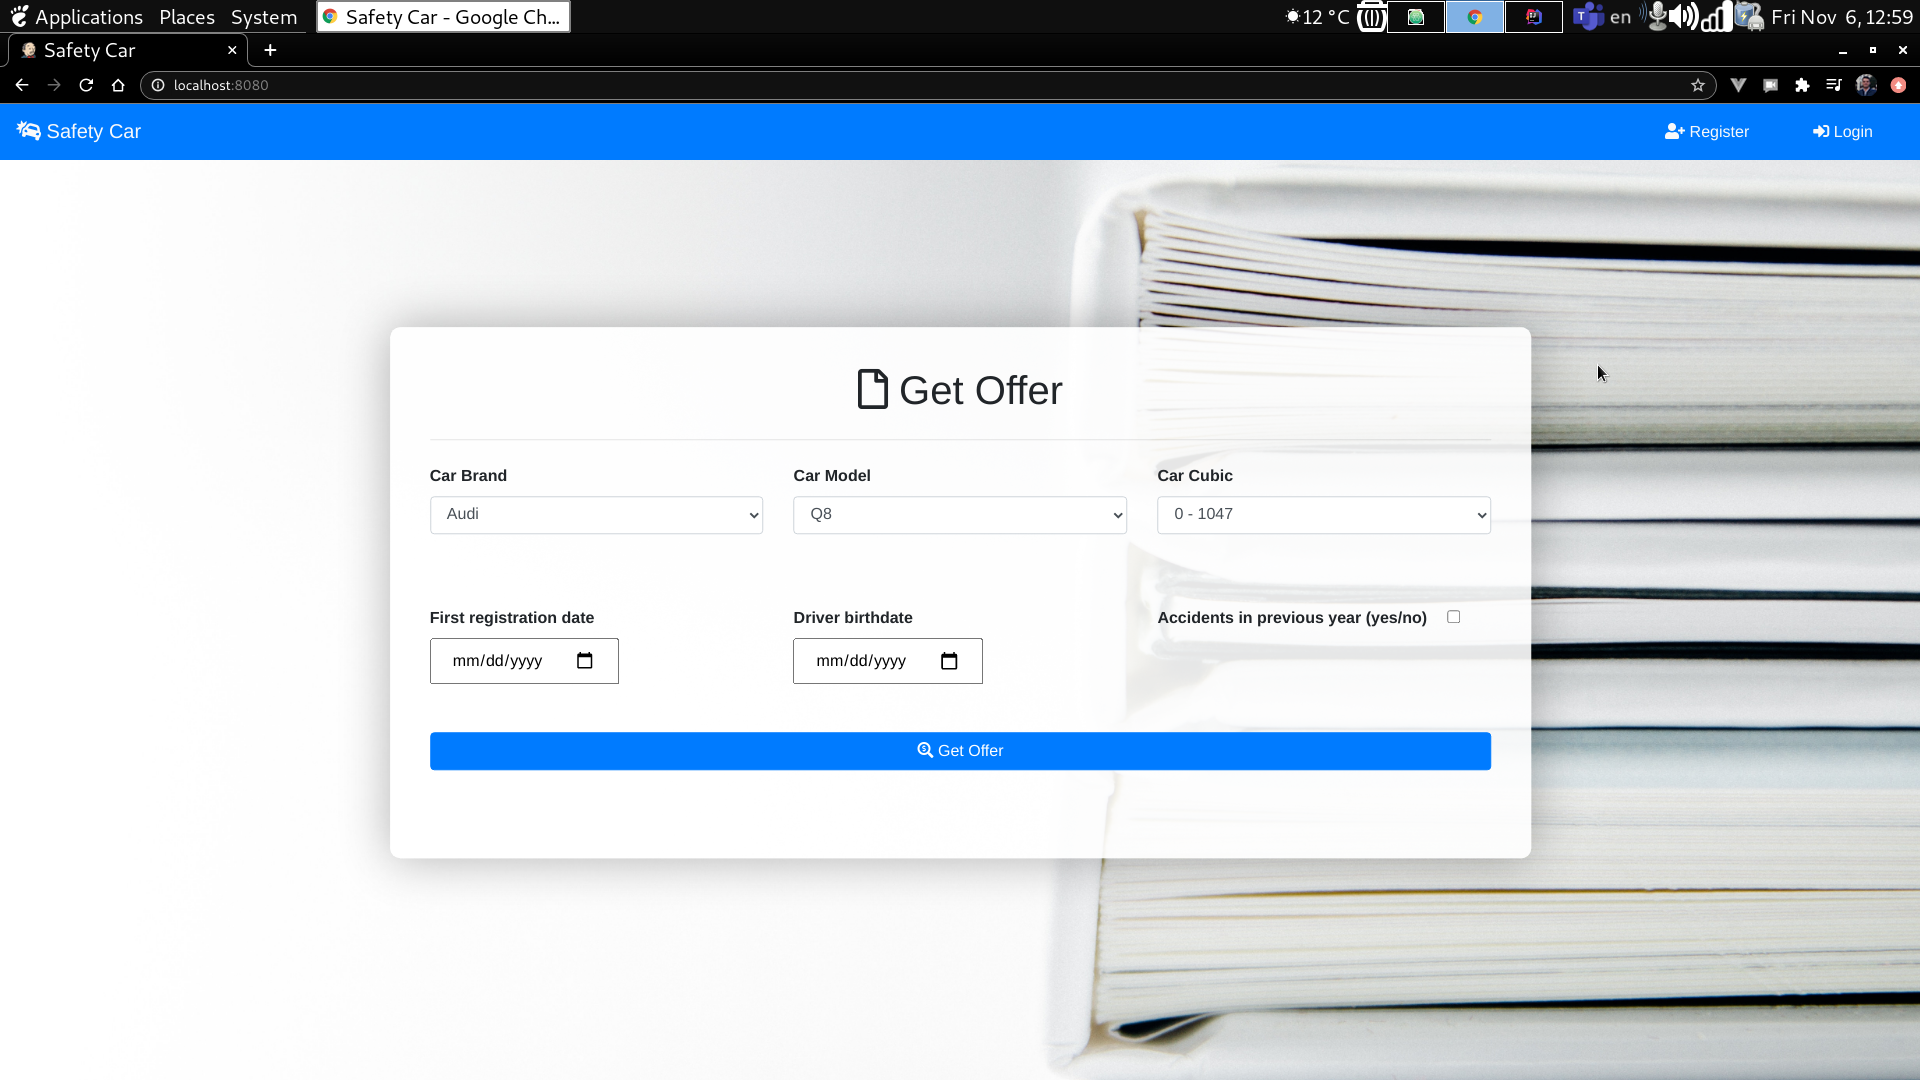 Applications Places System Safety Car - Google Ch... 12 °C en Fri Nov 6, 12:59
Safety Car
localhost:8080
Safety Car Register Login
Get Offer
Car Brand Car Model Car Cubic
Audi Q8 0 - 1047
First registration date Driver birthdate Accidents in previous year (yes/no)
mm/dd/yyyy mm/dd/yyyy
Get Offer